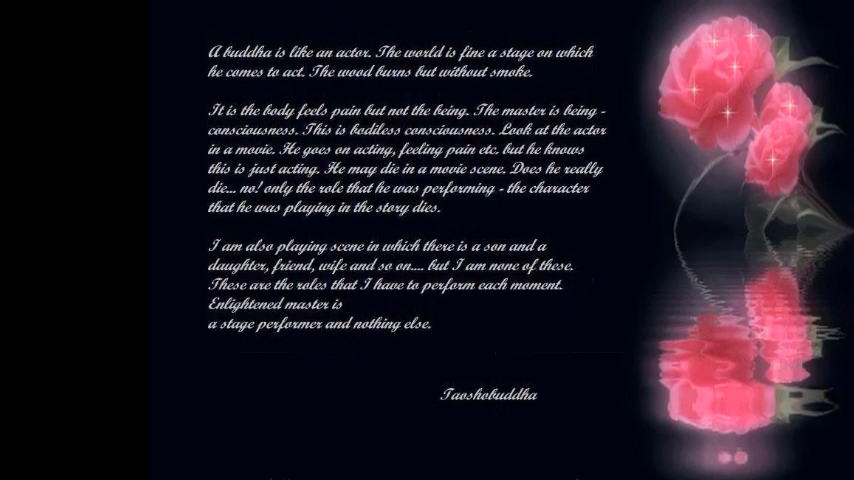 A buddha is like an actor. The world is fine a stage on which
he comes to act. The wood burns but without smoke.
It is the body feels pain but not the being. The master is being -
consciousness. This is bodiless consciousness. Look at the actor
in a movie. He goes on acting, feeling pain etc. but he knows
this is just acting. He may die in a movie scene. Does he really
die... no! only the role that he was performing - the character
that he was playing in the story dies.
I am also playing scene in which there is a son and a
daughter, friend, wife and so on.... but I am none of these.
These are the roles that I have to perform each moment.
Enlightened master is
a stage performer and nothing else.
Taoshobuddha